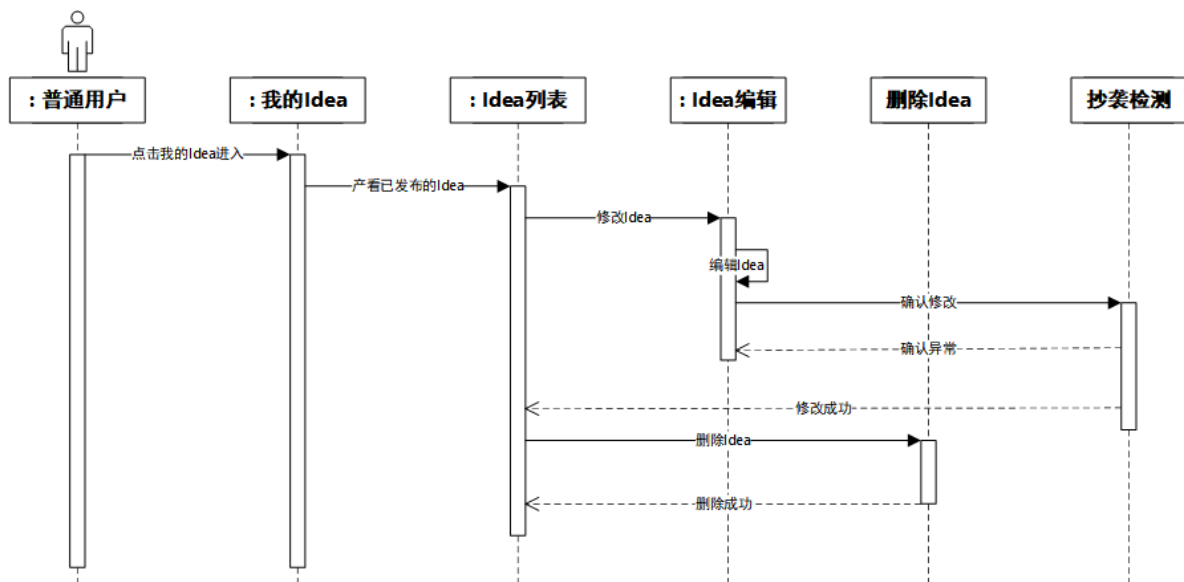 : 普通用户
: 我的Idea
: Idea列表
: Idea编辑
删除Idea
抄袭检测
点击我的Idea进入
产看已发布的Idea
修改Idea
编辑Idea
确认修改
确认异常
修改成功
删除Idea
删除成功